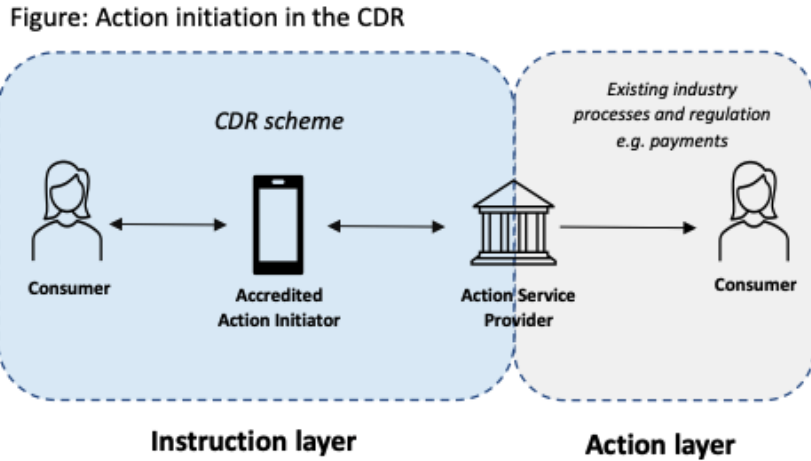 Figure: Action initiation in the CDR
CDR scheme
Existing industry
processes and regulation
e.g. payments
Consumer
Accredited
Action Initiator
Action Service
Provider
Consumer
Instruction layer
Action layer